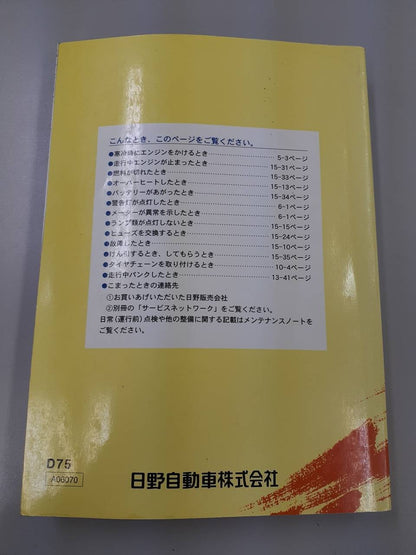 こんなとき、このページをご覧ください。
●寒冷時にエンジンをかけるとき 5-3ページ
●走行中エンジンが止まったとき 15-31ページ
●燃料が切れたとき 15-33ページ
●オーバーヒートしたとき 15-13ページ
●バッテリーがあがったとき 15-34ページ
●警告灯が点灯したとき 6-1ページ
●メーターが異常を示したとき 6-1ページ
●ランプ類が点灯しないとき 15-15ページ
●ヒューズを交換するとき 15-24ページ
●故障したとき 15-10ページ
●けん引するとき、してもらうとき 15-35ページ
●タイヤチェーンを取り付けるとき 10-4ページ
●走行中パンクしたとき 13-41ページ
●こまったときの連絡先
①お買いあげいただいた日野販売会社
②別冊の「サービスネットワーク」をご覧ください。
日常(運行前)点検や他の整備に関する記載はメンテナンスノートを
ご覧ください。
D75
A06070
日野自動車株式会社